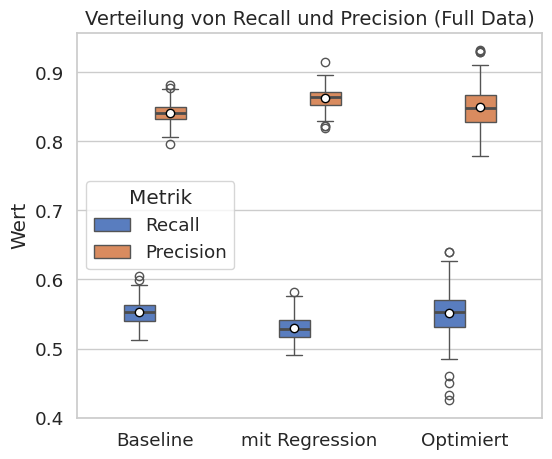 Verteilung von Recall und Precision (Full Data)
Wert
0.9
0.8
0.7
0.6
0.5
0.4
Metrik
Recall
Precision
Baseline
mit Regression
Optimiert